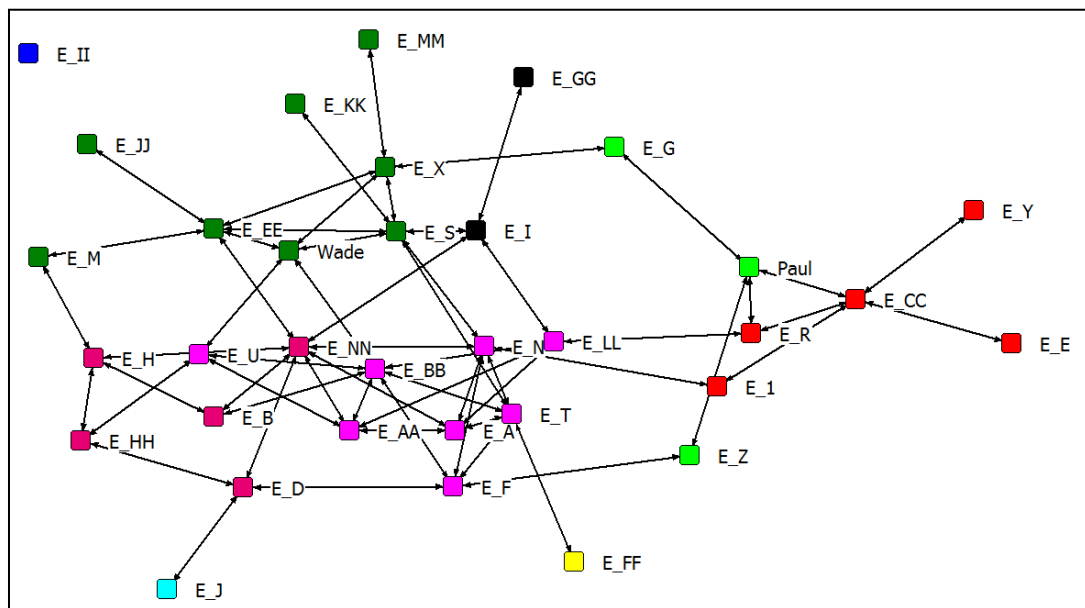 E_MM
E_II
E_GG
E_KK
E_JJ
E_G
E_X
E_Y
E_EE
E_S
E_I
Wade
E_M
Paul
E_CC
E_R
E_LL
E_E
E_H
E_U
E_NN
E_N
E_BB
E_1
E_B
E_T
E_AA
E_A
E_HH
E_Z
E_D
E_F
E_FF
E_J